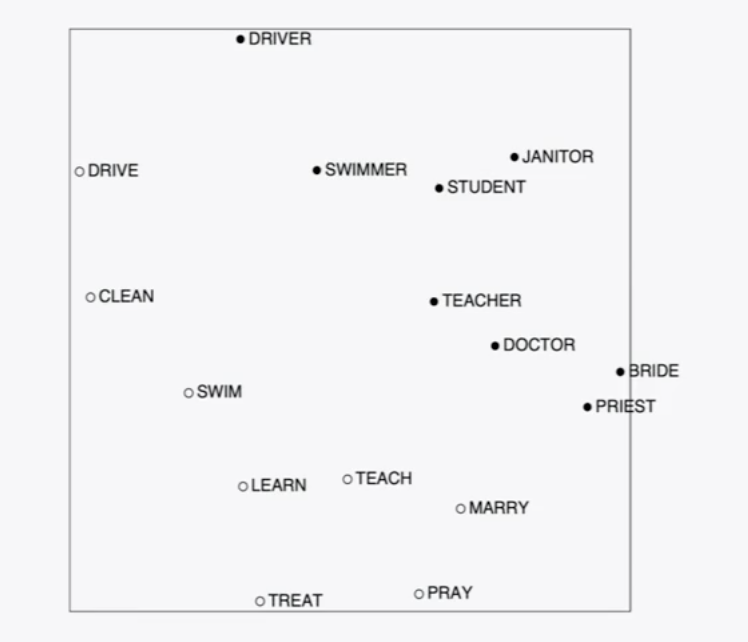 DRIVER
JANITOR
DRIVE
SWIMMER
STUDENT
CLEAN
TEACHER
DOCTOR
BRIDE
SWIM
PRIEST
LEARN
TEACH
MARRY
TREAT
PRAY